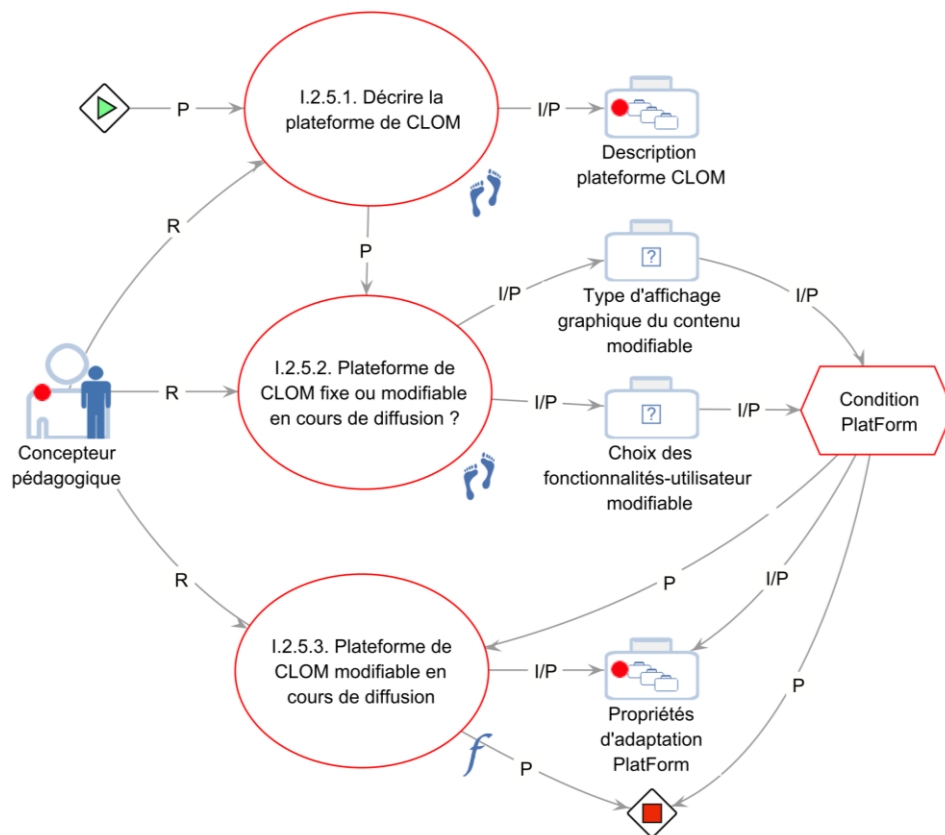 P
I.2.5.1. Décrire la
plateforme de CLOM
I/P
Description
plateforme CLOM
R
P
I/P
?
Type d'affichage
graphique du contenu
modifiable
I/P
Concepteur
pédagogique
R
I.2.5.2. Plateforme de
CLOM fixe ou modifiable
en cours de diffusion ?
I/P
?
Choix des
fonctionnalités-utilisateur
modifiable
I/P
Condition
PlatForm
R
P
I/P
P
I.2.5.3. Plateforme de
CLOM modifiable en
cours de diffusion
I/P
Propriétés
d'adaptation
PlatForm
f
P